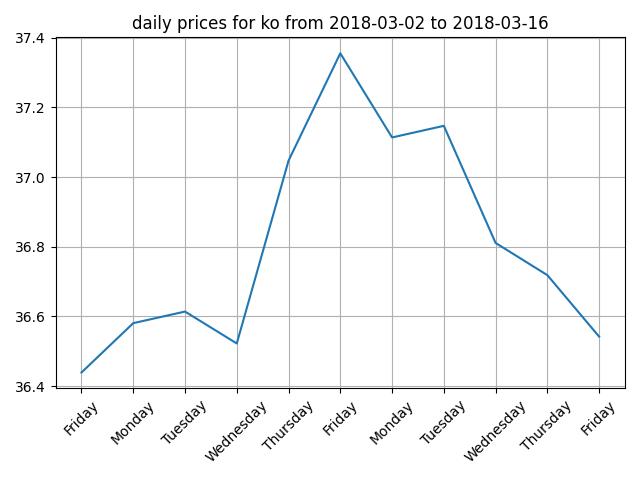 daily prices for ko from 2018-03-02 to 2018-03-16
37.4
37.2
37.0
36.8
36.6
36.4
Friday
Monday
Tuesday
Wednesday
Thursday
Friday
Monday
Tuesday
Wednesday
Thursday
Friday